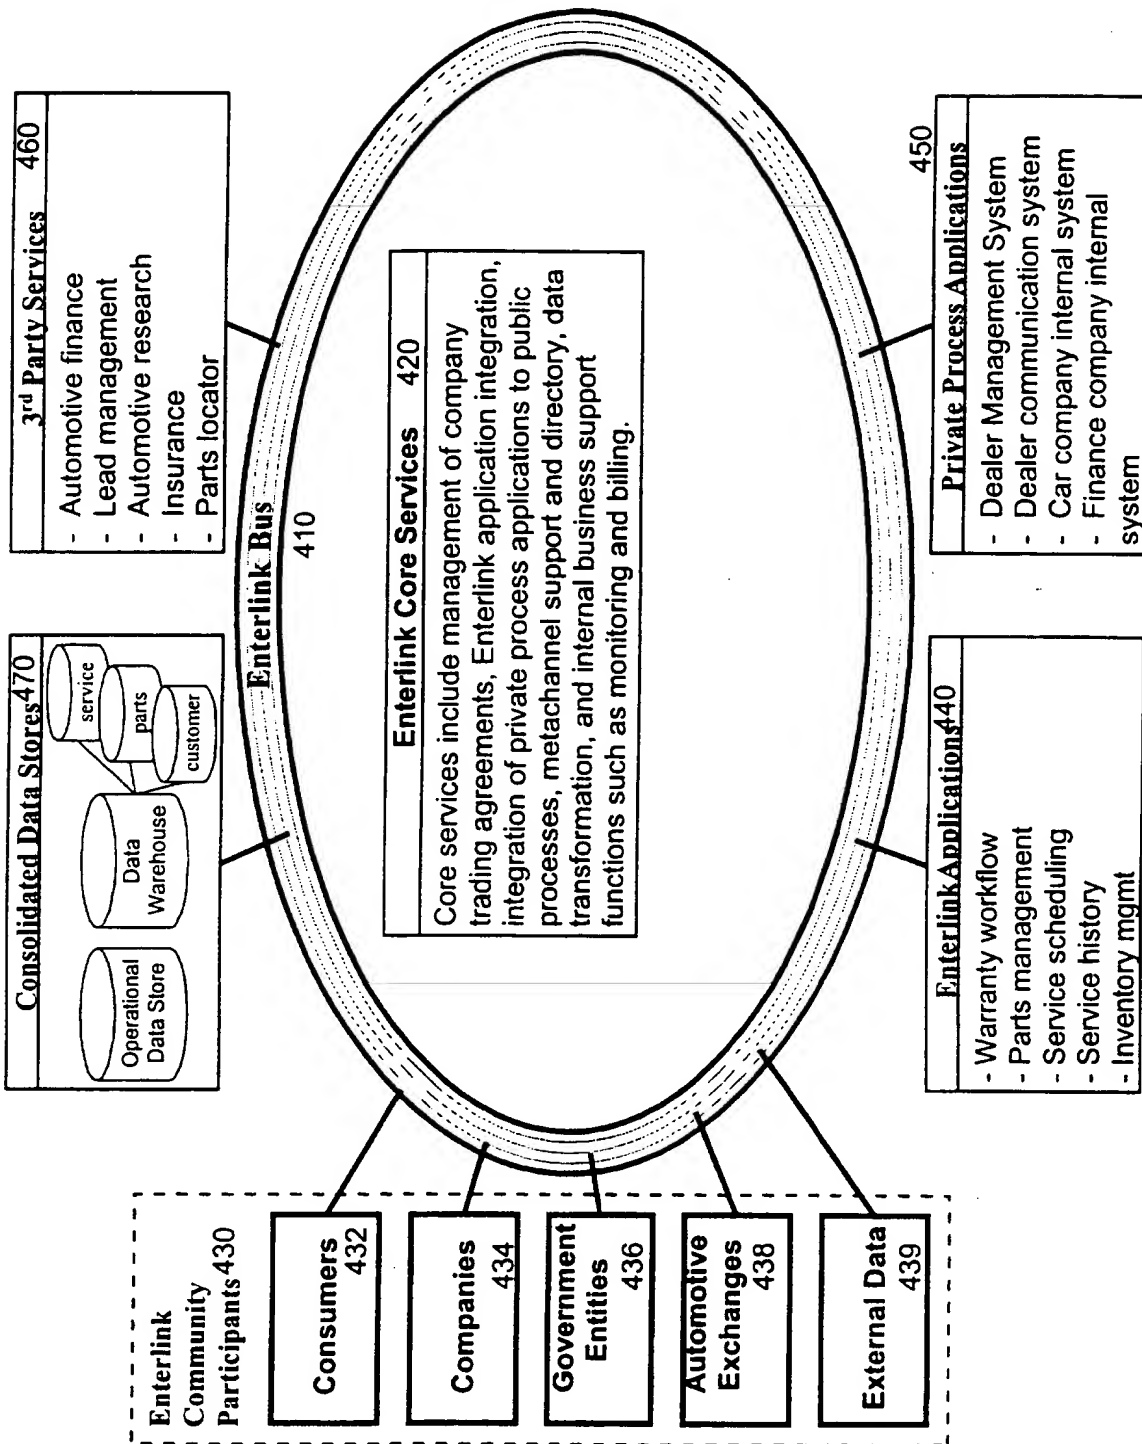 Enterlink
Community
Participants 430
Consumers
432
Companies
434
Government
Entities
436
Automotive
Exchanges
438
External Data
439
Consolidated Data Stores 470
Operational
Data Store
Data
Warehouse
service
parts
customer
3rd Party Services 460
- Automotive finance
- Lead management
- Automotive research
- Insurance
- Parts locator
Enterlink Bus
410
Enterlink Core Services 420
Core services include management of company
trading agreements, Enterlink application integration,
integration of private process applications to public
processes, metachannel support and directory, data
transformation, and internal business support
functions such as monitoring and billing.
Enterlink Applications 440
- Warranty workflow
- Parts management
- Service scheduling
- Service history
- Inventory mgmt
450
Private Process Applications
- Dealer Management System
- Dealer communication system
- Car company internal system
- Finance company internal
system